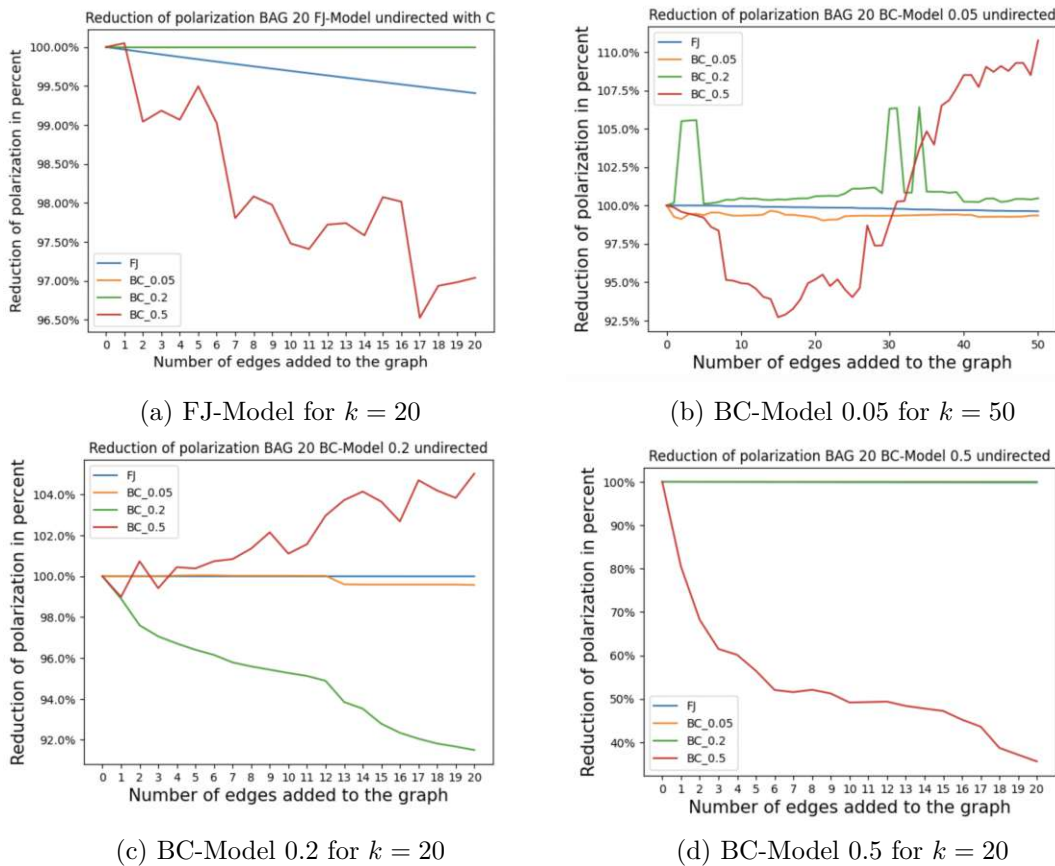 Reduction of polarization BAG 20 FJ-Model undirected with C
Reduction of polarization in percent
100.00%
99.50%
99.00%
98.50%
98.00%
97.50%
97.00%
96.50%
FJ
BC_0.05
BC_0.2
BC_0.5
0 1 2 3 4 5 6 7 8 9 10 11 12 13 14 15 16 17 18 19 20
Number of edges added to the graph
(a) FJ-Model for k = 20
Reduction of polarization BAG 20 BC-Model 0.05 undirected
Reduction of polarization in percent
110.0%
107.5%
105.0%
102.5%
100.0%
97.5%
95.0%
92.5%
FJ
BC_0.05
BC_0.2
BC_0.5
0 10 20 30 40 50
Number of edges added to the graph
(b) BC-Model 0.05 for k = 50
Reduction of polarization BAG 20 BC-Model 0.2 undirected
Reduction of polarization in percent
104.0%
102.0%
100.0%
98.0%
96.0%
94.0%
92.0%
FJ
BC_0.05
BC_0.2
BC_0.5
0 1 2 3 4 5 6 7 8 9 10 11 12 13 14 15 16 17 18 19 20
Number of edges added to the graph
(c) BC-Model 0.2 for k = 20
Reduction of polarization BAG 20 BC-Model 0.5 undirected
Reduction of polarization in percent
100%
90%
80%
70%
60%
50%
40%
FJ
BC_0.05
BC_0.2
BC_0.5
0 1 2 3 4 5 6 7 8 9 10 11 12 13 14 15 16 17 18 19 20
Number of edges added to the graph
(d) BC-Model 0.5 for k = 20